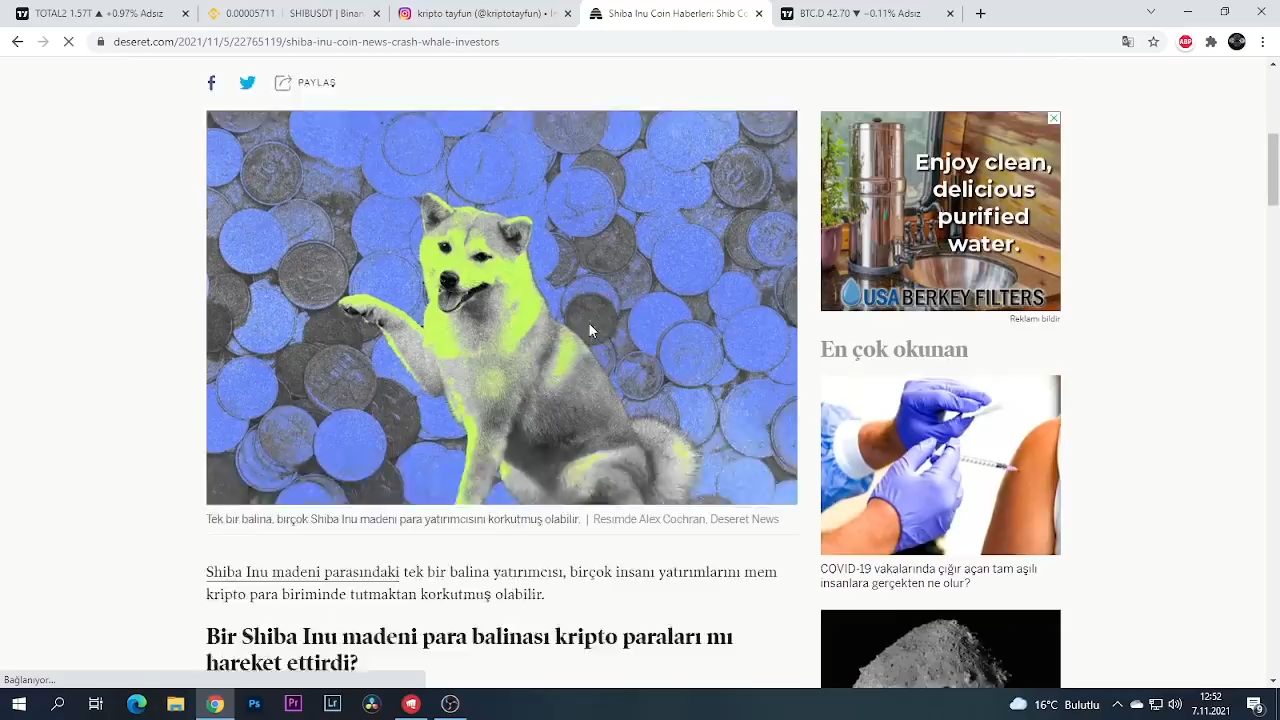 TOTAL2 1.57T ▲ +0.97% Adsız
0.00005711 | SHIBUSDT | Binan
kripto tayfun (@kriptotayfun) • In
Shiba Inu Coin Haberleri: Shib Co
BTC.D 42.70 ▼ −0.11% Adsız
deseret.com/2021/11/5/22765119/shiba-inu-coin-news-crash-whale-investors
ABP
PAYLAŞ
Enjoy clean,
delicious
purified
water.
USA BERKEY FILTERS
Reklamı bildir
En çok okunan
COVID-19 vakalarında çığır açan tam aşılı
insanlara gerçekten ne olur?
Tek bir balina, birçok Shiba Inu madeni para yatırımcısını korkutmuş olabilir. | Resimde Alex Cochran, Deseret News
Shiba Inu madeni parasındaki tek bir balina yatırımcısı, birçok insanı yatırımlarını mem
kripto para biriminde tutmaktan korkutmuş olabilir.
Bir Shiba Inu madeni para balinası kripto paraları mı
hareket ettirdi?
Bağlanıyor...
Ps
Pr
Lr
16°C Bulutlu
12:52
7.11.2021